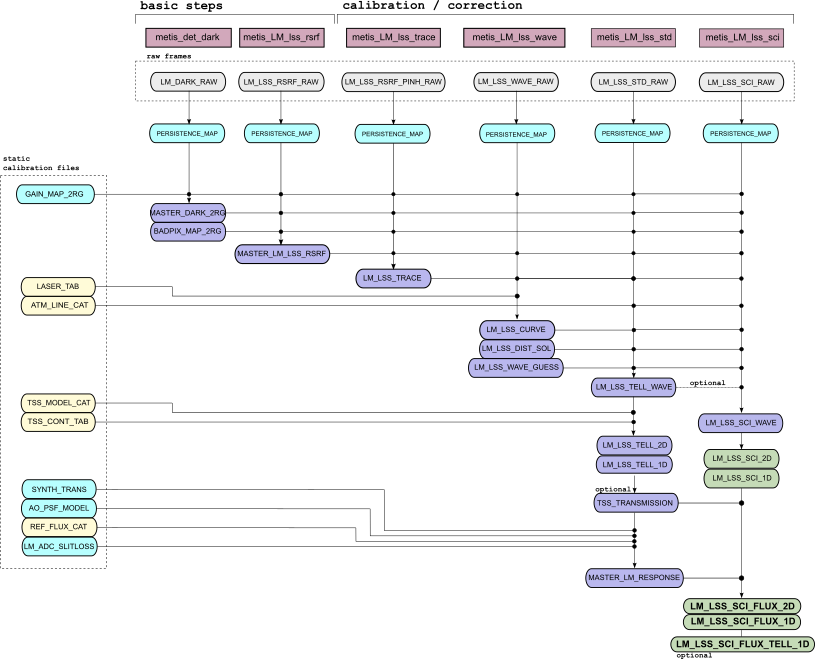 basic steps calibration / correction
metis_det_dark metis_LM_lss_rsrf metis_LM_lss_trace metis_LM_lss_wave metis_LM_lss_std metis_LM_lss_sci
raw frames
LM_DARK_RAW LM_LSS_RSRF_RAW LM_LSS_RSRF_PINH_RAW LM_LSS_WAVE_RAW LM_LSS_STD_RAW LM_LSS_SCI_RAW
PERSISTENCE_MAP PERSISTENCE_MAP PERSISTENCE_MAP PERSISTENCE_MAP PERSISTENCE_MAP PERSISTENCE_MAP
static
calibration files
GAIN_MAP_2RG
MASTER_DARK_2RG
BADPIX_MAP_2RG
MASTER_LM_LSS_RSRF
LM_LSS_TRACE
LASER_TAB
ATM_LINE_CAT
LM_LSS_CURVE
LM_LSS_DIST_SOL
LM_LSS_WAVE_GUESS
LM_LSS_TELL_WAVE optional
TSS_MODEL_CAT
TSS_CONT_TAB LM_LSS_SCI_WAVE
LM_LSS_TELL_2D
LM_LSS_SCI_2D
LM_LSS_TELL_1D
LM_LSS_SCI_1D
SYNTH_TRANS optional
TSS_TRANSMISSION
AO_PSF_MODEL
REF_FLUX_CAT
LM_ADC_SLITLOSS
MASTER_LM_RESPONSE
LM_LSS_SCI_FLUX_2D
LM_LSS_SCI_FLUX_1D
LM_LSS_SCI_FLUX_TELL_1D
optional